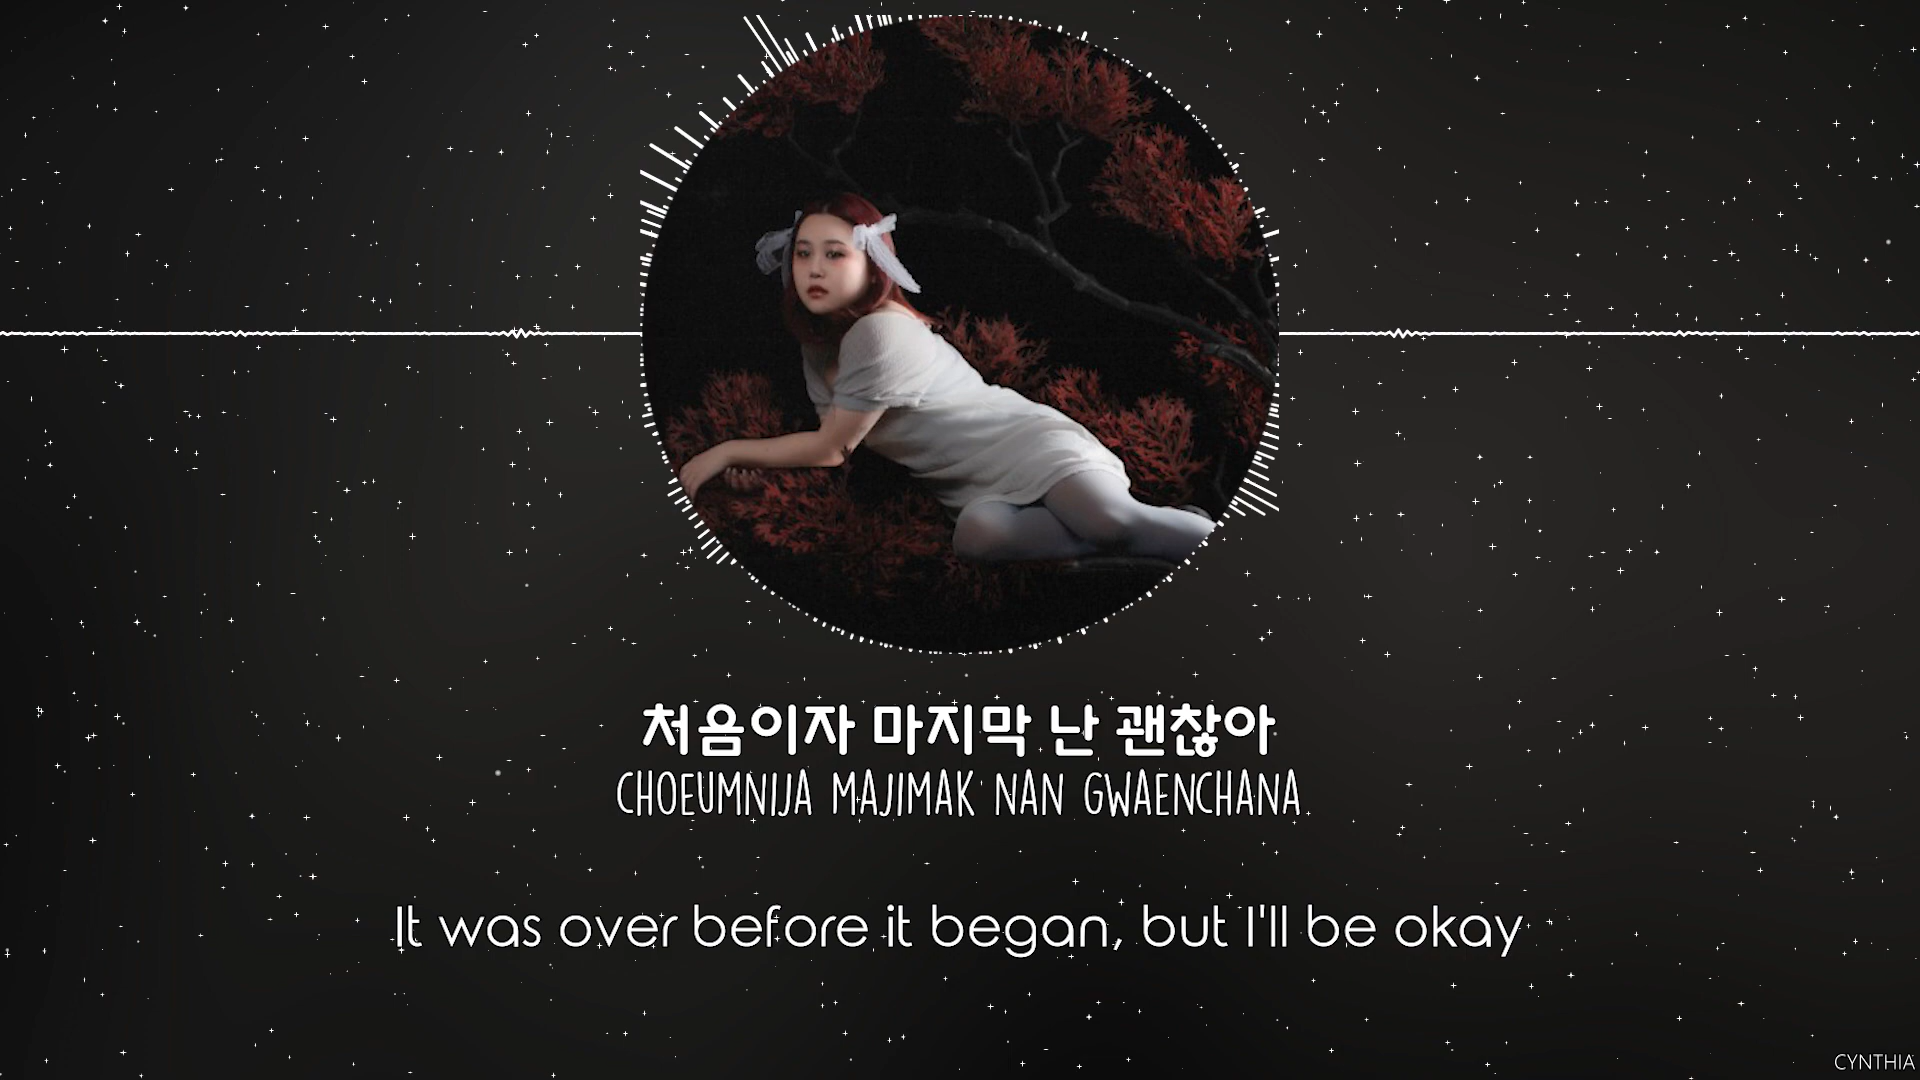 처음이자 마지막 난 괜찮아
CHOEUMNIJA MAJIMAK NAN GWAENCHANA
It was over before it began, but I'll be okay
CYNTHIA